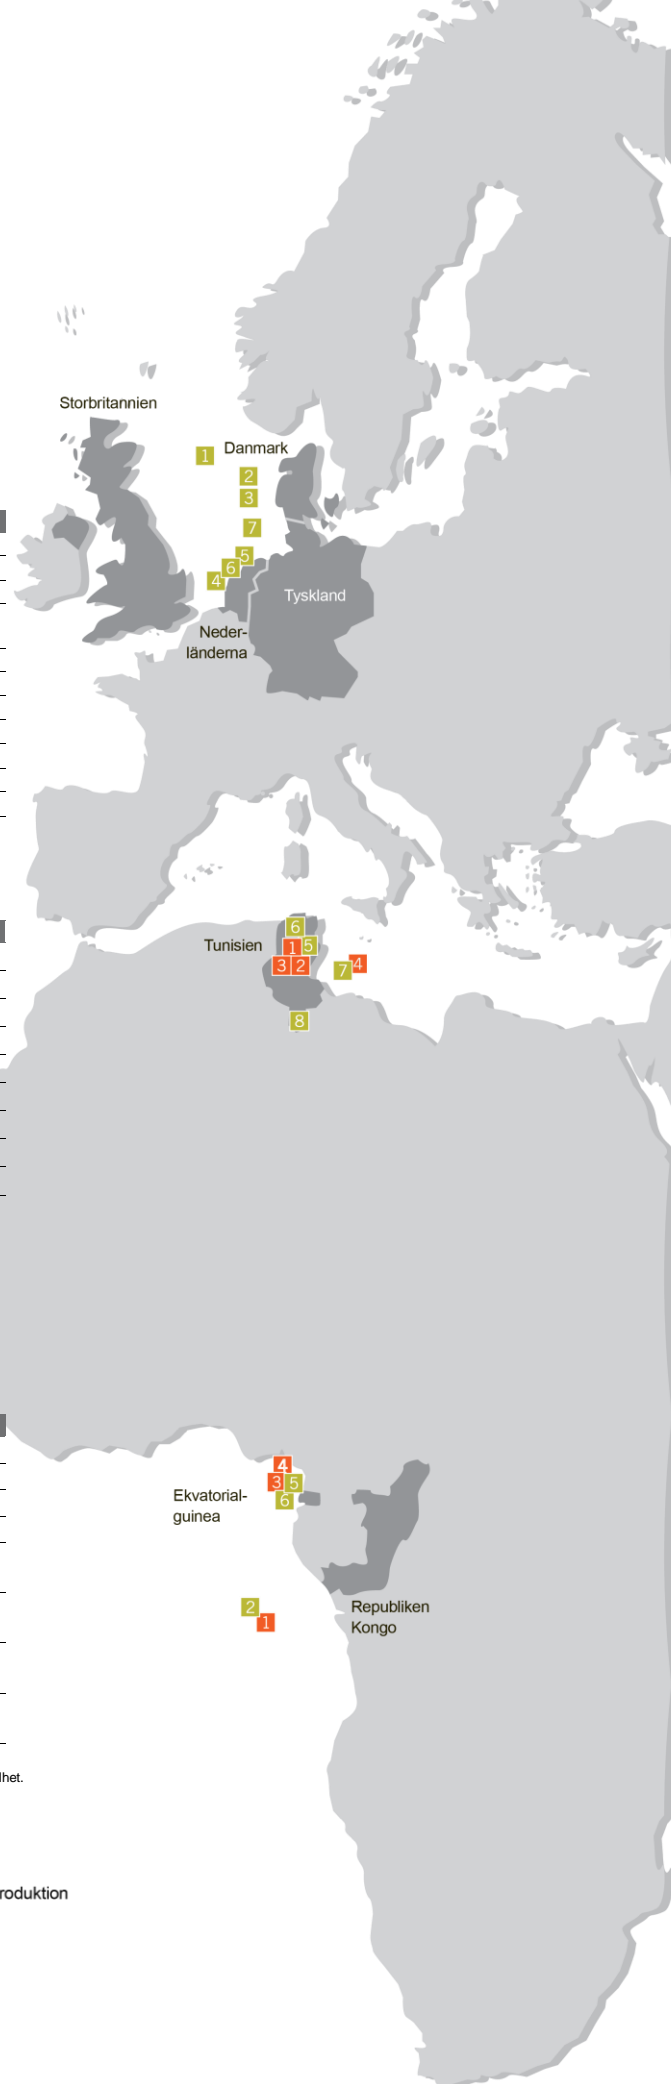 Storbritannien
Danmark
1
2
3
7
5
6
4
Tyskland
Neder-
länderna
Tunisien
6
1
5
3
2
7
4
8
4
3
5
6
Ekvatorial-
guinea
2
1
Republiken
Kongo
lhet.
roduktion